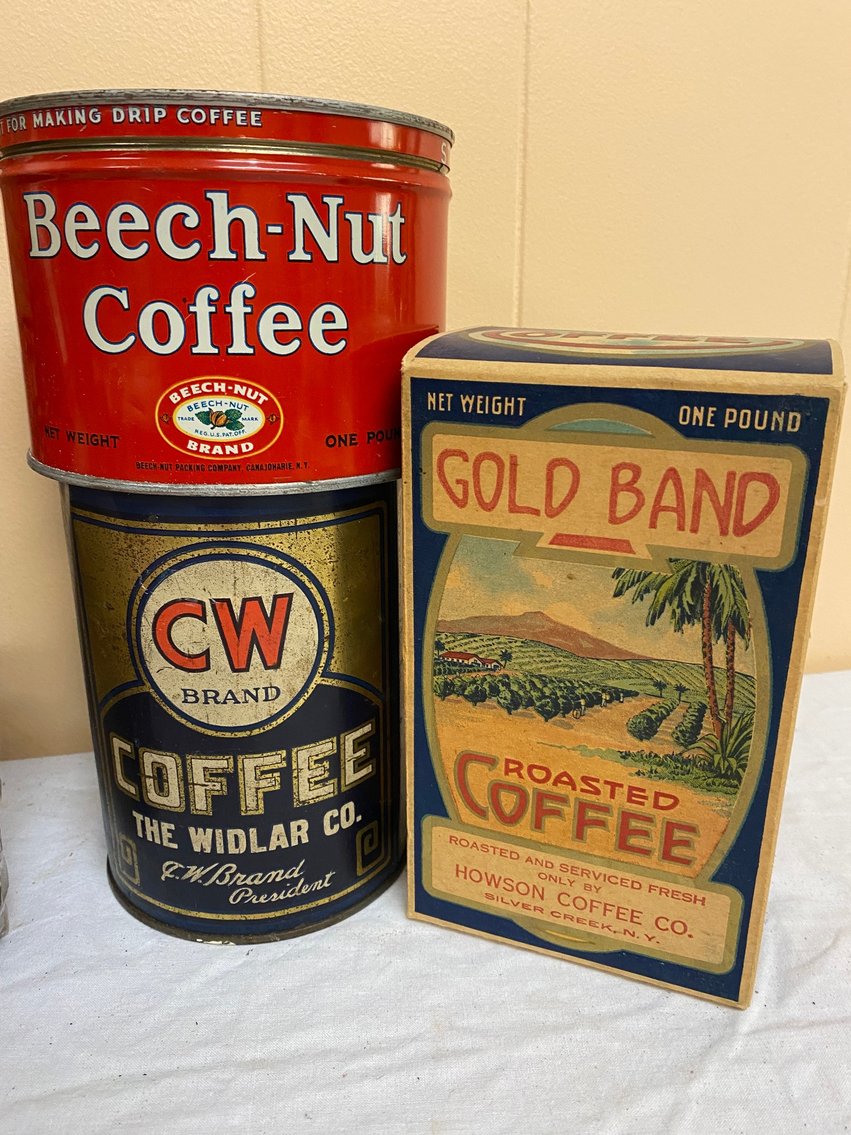 FOR MAKING DRIP COFFEE
Beech-Nut
Coffee
BEECH-NUT
BEECH-NUT
TRADE MARK
REG.U.S.PAT.OFF.
BRAND
NET WEIGHT ONE POUN
BEECH-NUT PACKING COMPANY, CANAJOHARIE, N.Y.
CW
BRAND
COFFEE
THE WIDLAR CO.
C.W. Brand
President
COFFEE
NET WEIGHT ONE POUND
GOLD BAND
ROASTED
COFFEE
ROASTED AND SERVICED FRESH
ONLY BY
HOWSON COFFEE CO.
SILVER CREEK, N.Y.